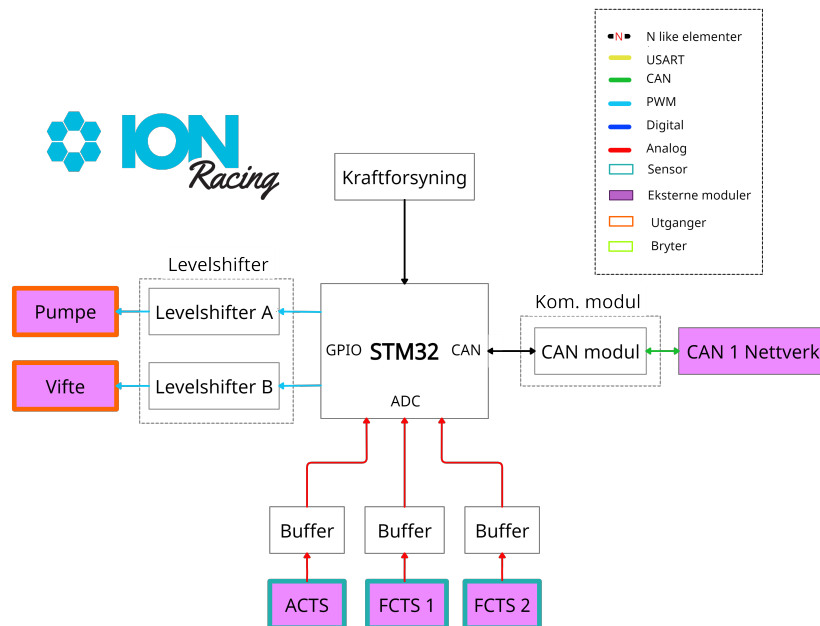 N N like elementer
USART
CAN
PWM
Digital
Analog
Sensor
Eksterne moduler
Utganger
Bryter
ION
Racing
Kraftforsyning
Levelshifter
Pumpe
Levelshifter A
Vifte
Levelshifter B
GPIO STM32 CAN
ADC
Kom. modul
CAN modul
CAN 1 Nettverk
Buffer
Buffer
Buffer
ACTS
FCTS 1
FCTS 2